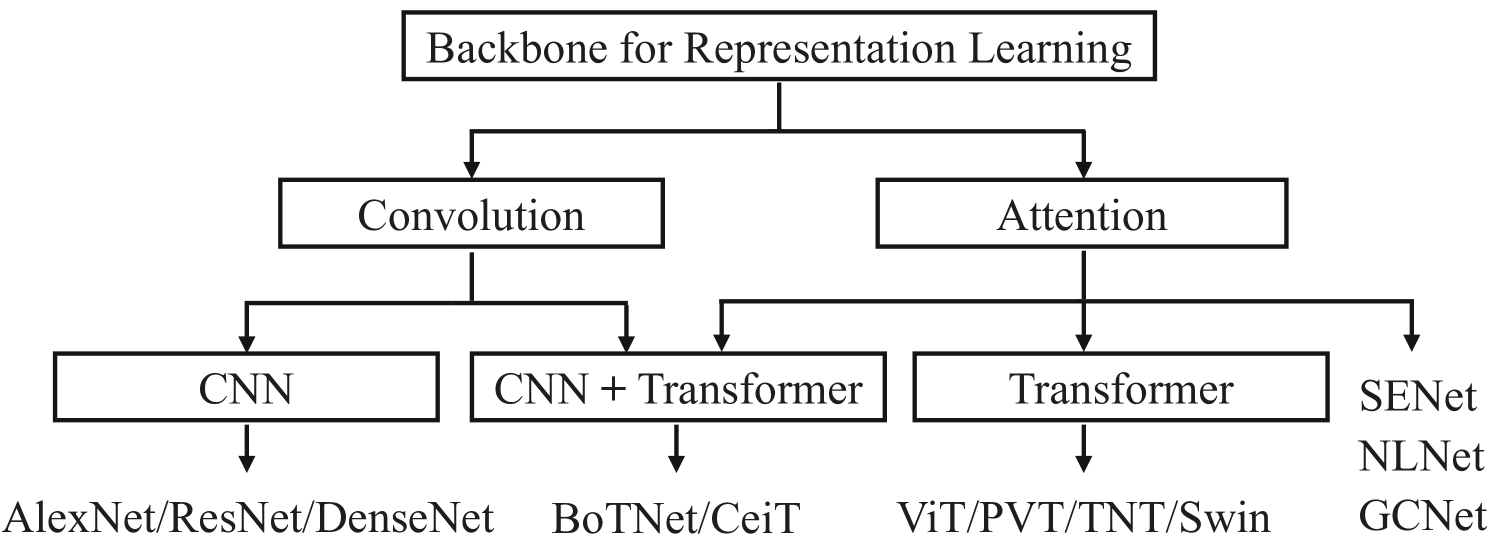 Backbone for Representation Learning
Convolution
Attention
CNN
CNN + Transformer
Transformer
SENet
NLNet
GCNet
AlexNet/ResNet/DenseNet
BoTNet/CeiT
ViT/PVT/TNT/Swin